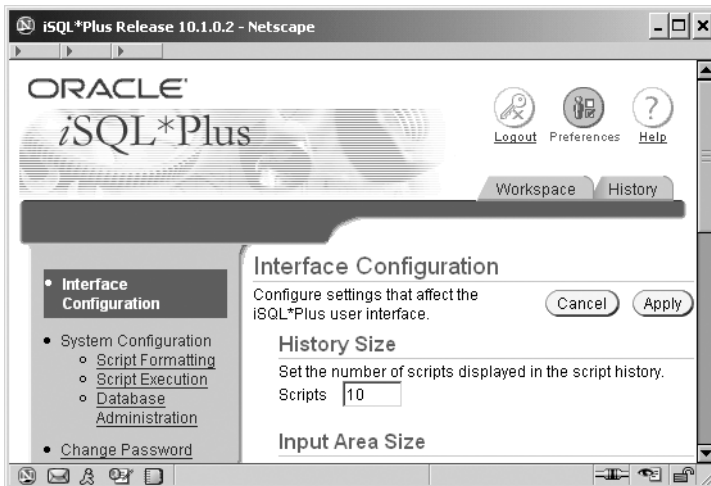 iSQL*Plus Release 10.1.0.2 - Netscape
ORACLE
iSQL*Plus
Logout Preferences Help
Workspace History
Interface
Configuration
System Configuration
Script Formatting
Script Execution
Database
Administration
Change Password
Interface Configuration
Configure settings that affect the
iSQL*Plus user interface.
Cancel Apply
History Size
Set the number of scripts displayed in the script history.
Scripts 10
Input Area Size